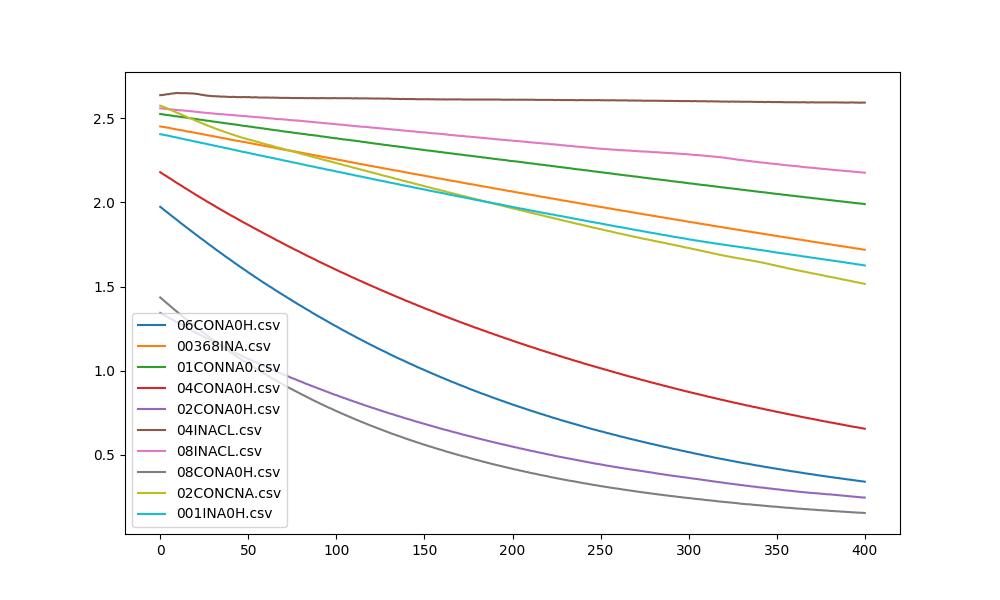 2.5
2.0
1.5
1.0
0.5
06CONA0H.csv
00368INA.csv
01CONNA0.csv
04CONA0H.csv
02CONA0H.csv
04INACL.csv
08INACL.csv
08CONA0H.csv
02CONCNA.csv
001INA0H.csv
0 50 100 150 200 250 300 350 400